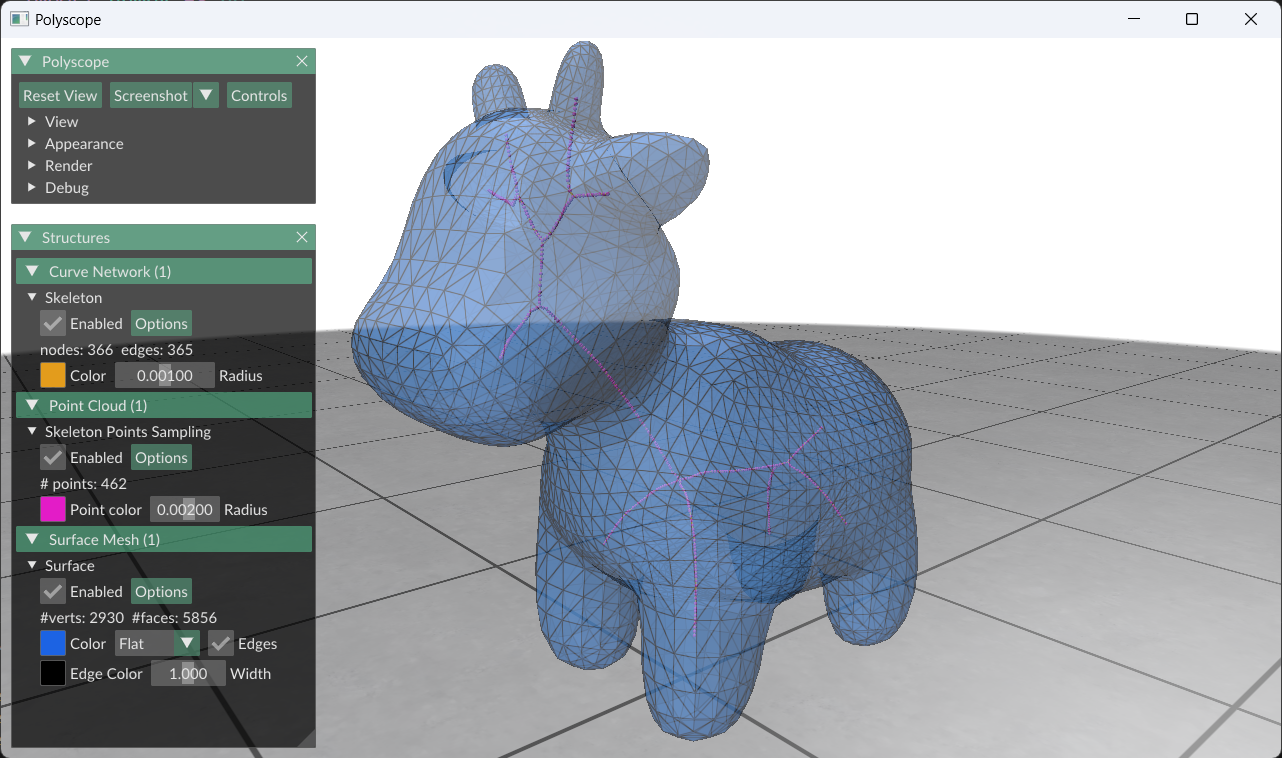 Polyscope
Polyscope
Reset View Screenshot Controls
View
Appearance
Render
Debug
Structures
Curve Network (1)
Skeleton
Enabled Options
nodes: 366 edges: 365
Color 0.00100 Radius
Point Cloud (1)
Skeleton Points Sampling
Enabled Options
# points: 462
Point color 0.00200 Radius
Surface Mesh (1)
Surface
Enabled Options
#verts: 2930 #faces: 5856
Color Flat Edges
Edge Color 1.000 Width